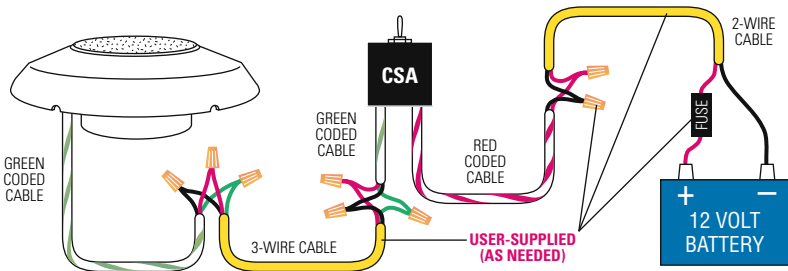 GREEN
CODED
CABLE
3-WIRE CABLE
GREEN
CODED
CABLE
CSA
RED
CODED
CABLE
USER-SUPPLIED
(AS NEEDED)
2-WIRE
CABLE
FUSE
+ –
12 VOLT
BATTERY